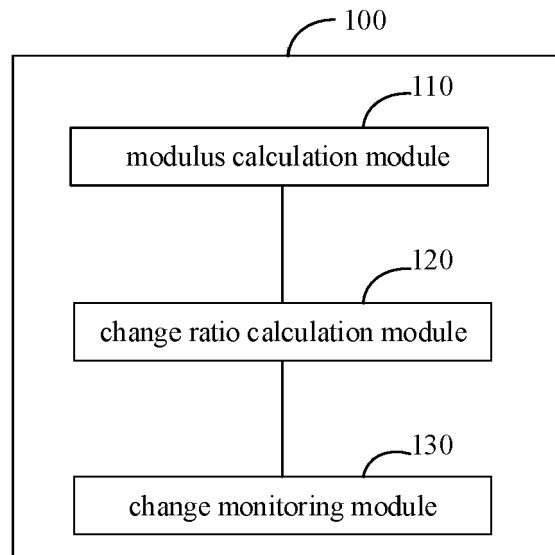 100
110
modulus calculation module
120
change ratio calculation module
130
change monitoring module